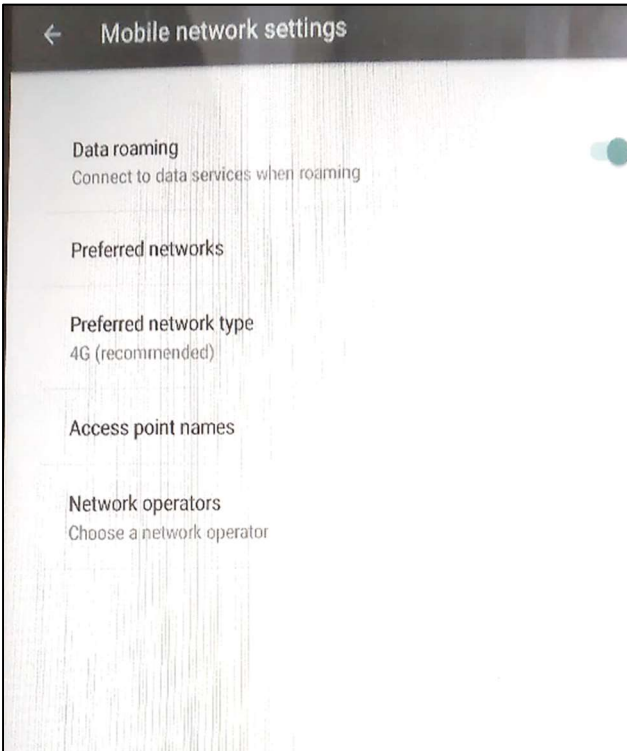 Mobile network settings
Data roaming
Connect to data services when roaming
Preferred networks
Preferred network type
4G (recommended)
Access point names
Network operators
Choose a network operator